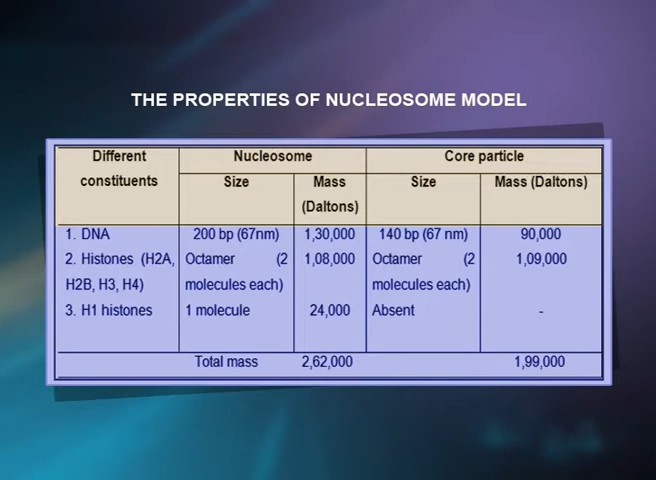 THE PROPERTIES OF NUCLEOSOME MODEL
Different constituents Nucleosome Core particle
Size Mass (Daltons) Size Mass (Daltons)
1. DNA 200 bp (67nm) 1,30,000 140 bp (67 nm) 90,000
2. Histones (H2A, Octamer (2 1,08,000 Octamer (2 1,09,000
H2B, H3, H4) molecules each) molecules each)
3. H1 histones 1 molecule 24,000 Absent -
Total mass 2,62,000 1,99,000